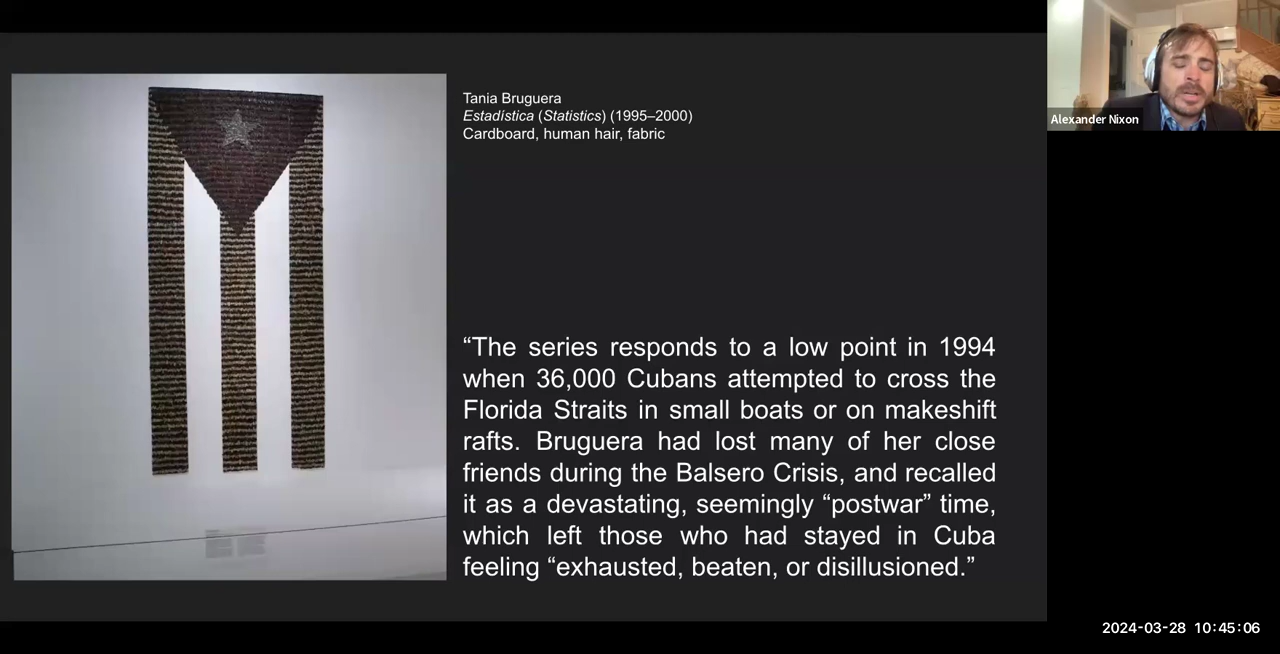 Tania Bruguera
Estadística (Statistics) (1995–2000)
Cardboard, human hair, fabric
“The series responds to a low point in 1994
when 36,000 Cubans attempted to cross the
Florida Straits in small boats or on makeshift
rafts. Bruguera had lost many of her close
friends during the Balsero Crisis, and recalled
it as a devastating, seemingly “postwar” time,
which left those who had stayed in Cuba
feeling “exhausted, beaten, or disillusioned.”
Alexander Nixon
2024-03-28 10:45:06